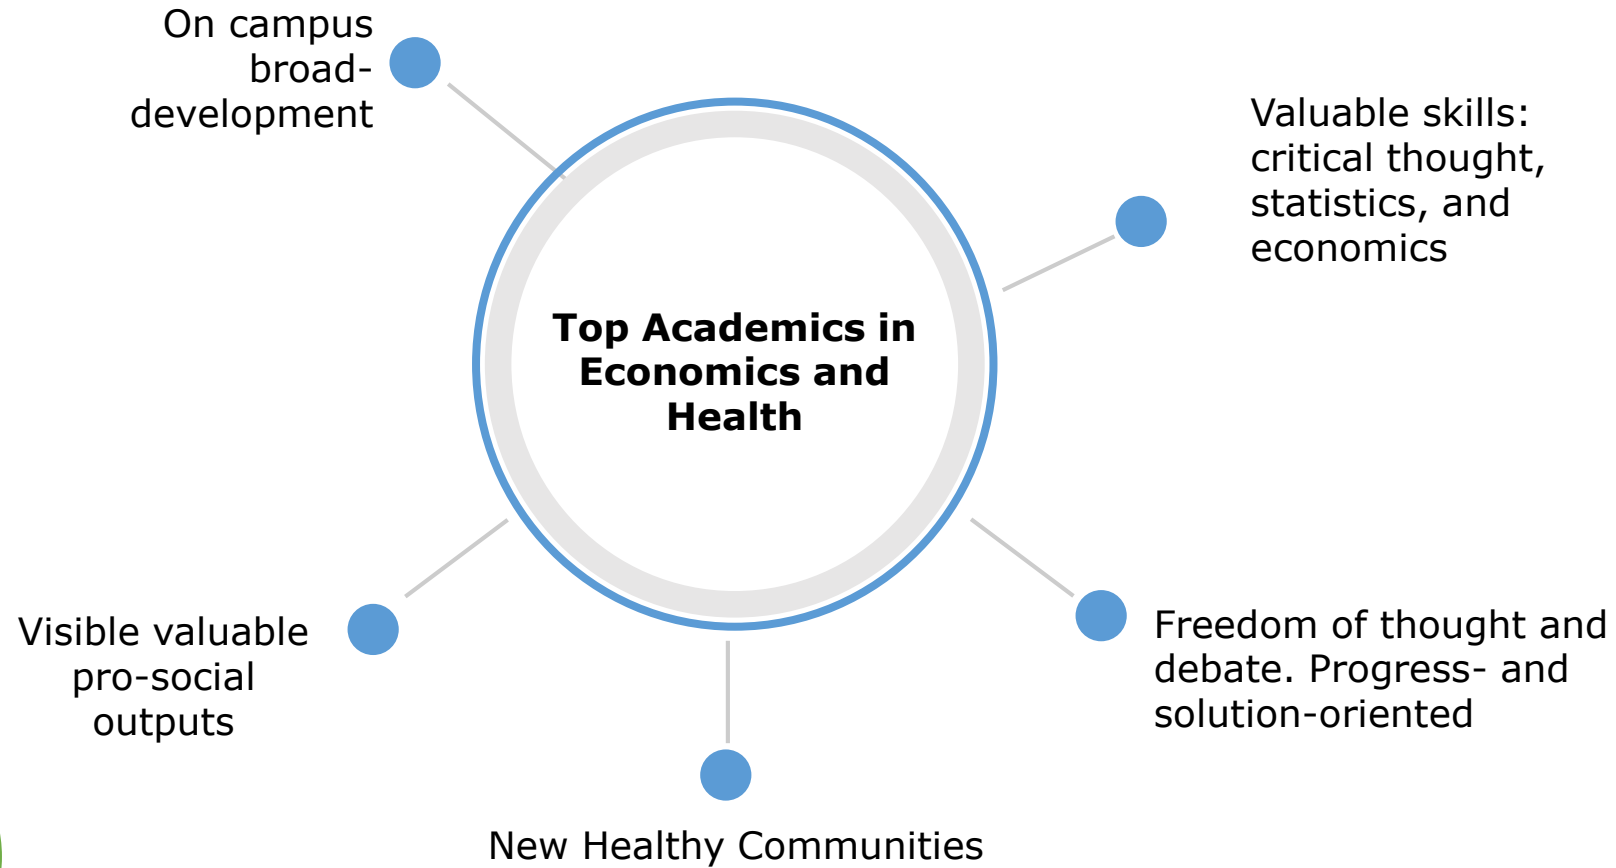 On campus
broad-
development
Valuable skills:
critical thought,
statistics, and
economics
Top Academics in
Economics and
Health
Visible valuable
pro-social
outputs
Freedom of thought and
debate. Progress- and
solution-oriented
New Healthy Communities